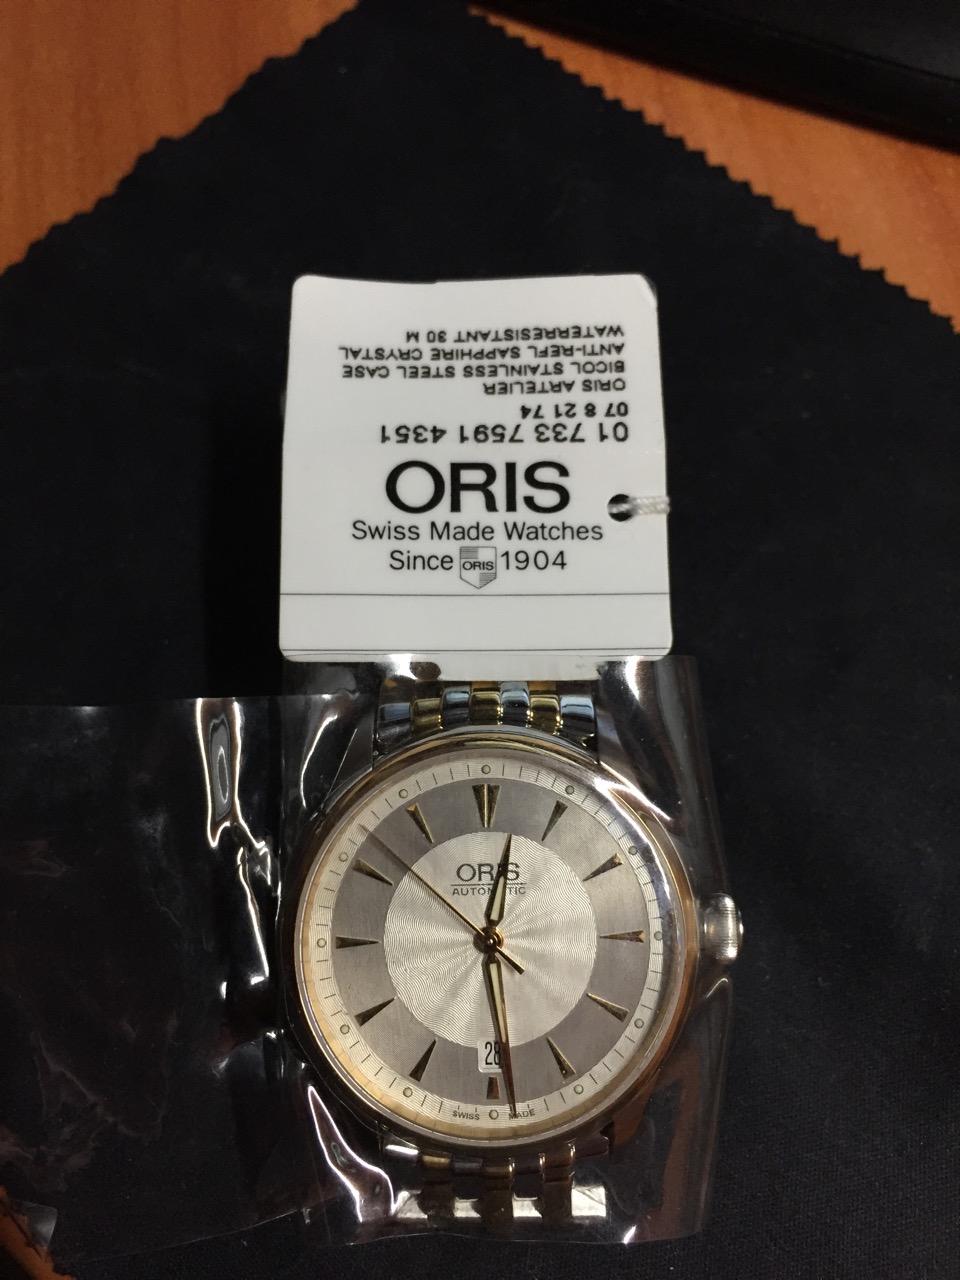 ORIS
Swiss Made Watches
Since ORIS 1904
01 733 7591 4351
07 8 21 74
ORIS ARTELIER
BICOL STAINLESS STEEL CASE
ANTI-REFL SAPPHIRE CRYSTAL
WATERRESISTANT 30 M
ORIS
AUTOMATIC
28
SWISS MADE